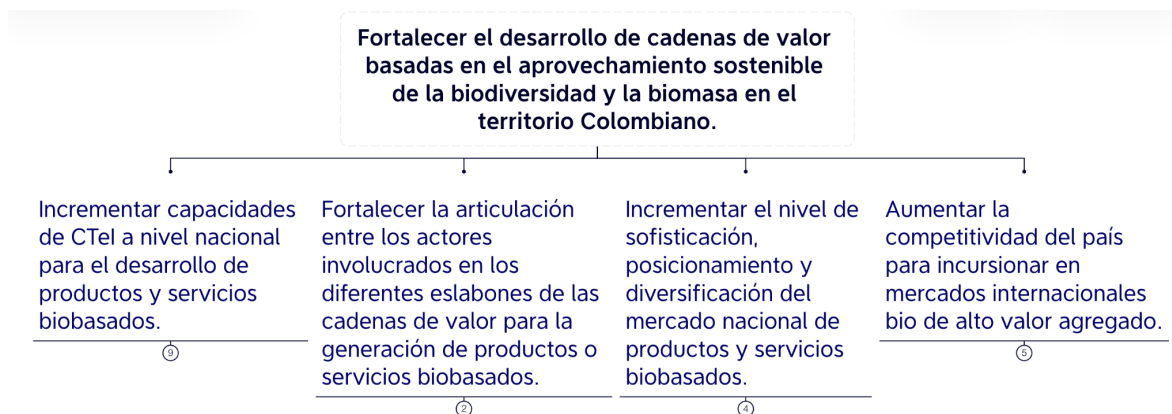 Fortalecer el desarrollo de cadenas de valor
basadas en el aprovechamiento sostenible
de la biodiversidad y la biomasa en el
territorio Colombiano.
Incrementar capacidades
de CTeI a nivel nacional
para el desarrollo de
productos y servicios
biobasados.
9
Fortalecer la articulación
entre los actores
involucrados en los
diferentes eslabones de las
cadenas de valor para la
generación de productos o
servicios biobasados.
2
Incrementar el nivel de
sofisticación,
posicionamiento y
diversificación del
mercado nacional de
productos y servicios
biobasados.
4
Aumentar la
competitividad del país
para incursionar en
mercados internacionales
bio de alto valor agregado.
5